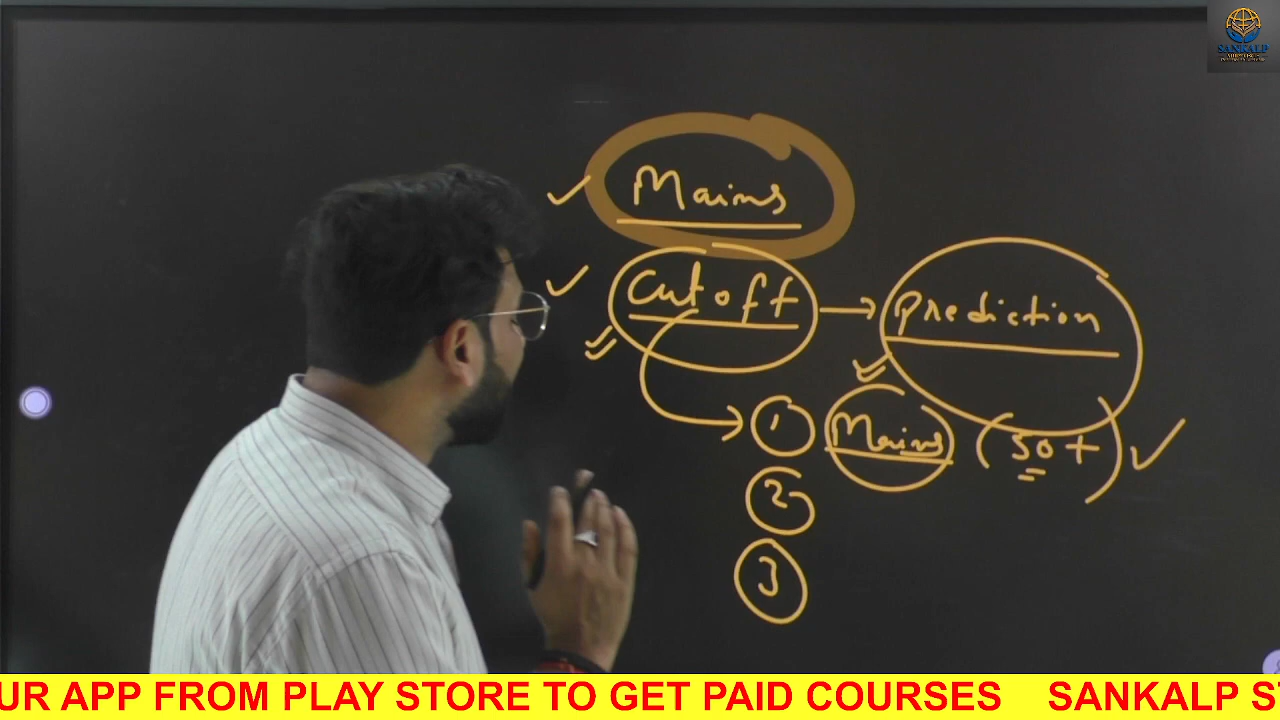 SANKALP
Mains
cutoff → prediction
1 Mains (50+)
2
3
UR APP FROM PLAY STORE TO GET PAID COURSES SANKALP ST